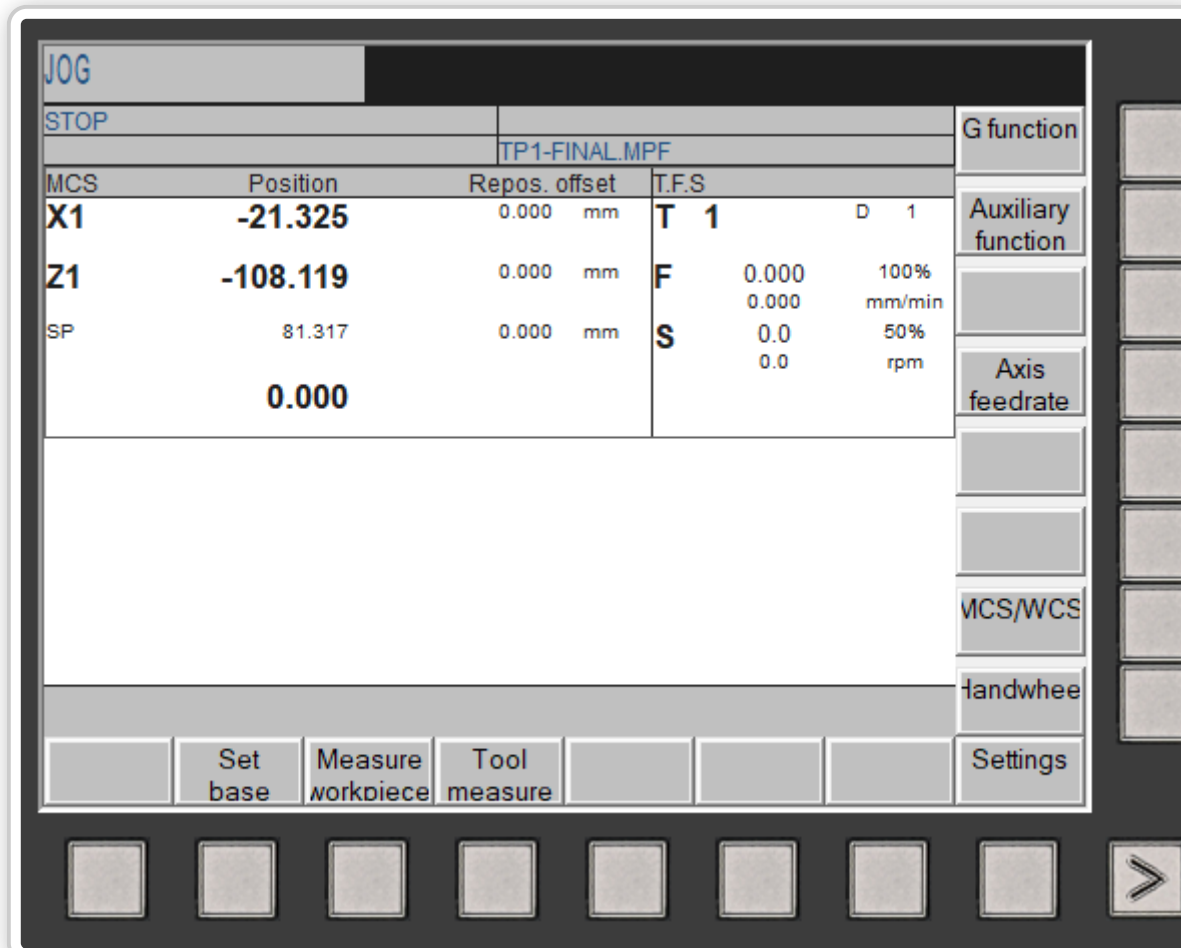 JOG
STOP
TP1-FINAL.MPF
MCS Position Repos. offset T.F.S
X1 -21.325 0.000 mm T 1 D 1
Z1 -108.119 0.000 mm F 0.000 100%
0.000 mm/min
SP 81.317 0.000 mm S 0.0 50%
0.0 rpm
0.000
G function
Auxiliary
function
Axis
feedrate
MCS/WCS
Handwhee
Set
base
Measure
workpiece
Tool
measure
Settings
>